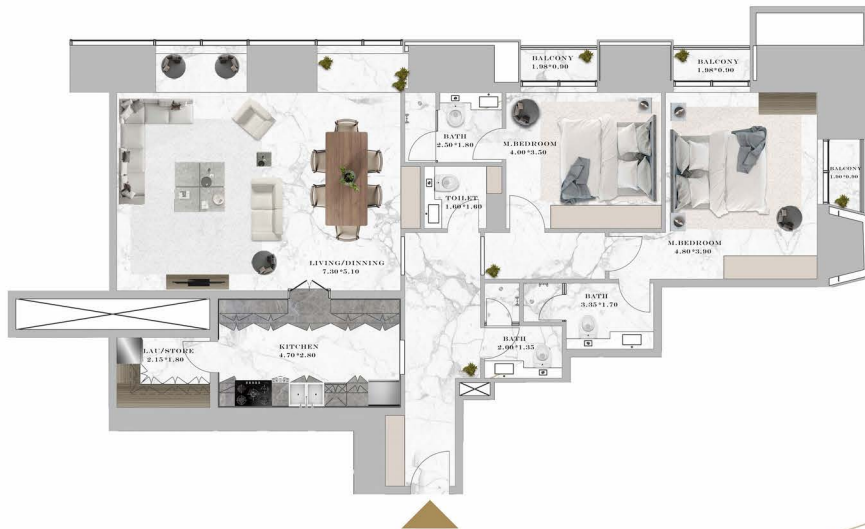 BALCONY
1.98*0.90
BALCONY
1.98*0.90
BATH
2.50*1.80
M.BEDROOM
4.00*3.50
BALCONY
1.90*0.90
TOILET
1.60*1.60
LIVING/DINNING
7.30*5.10
M.BEDROOM
4.80*3.90
BATH
3.35*1.70
LAU/STORE
2.15*1.80
KITCHEN
4.70*2.80
BATH
2.00*1.35